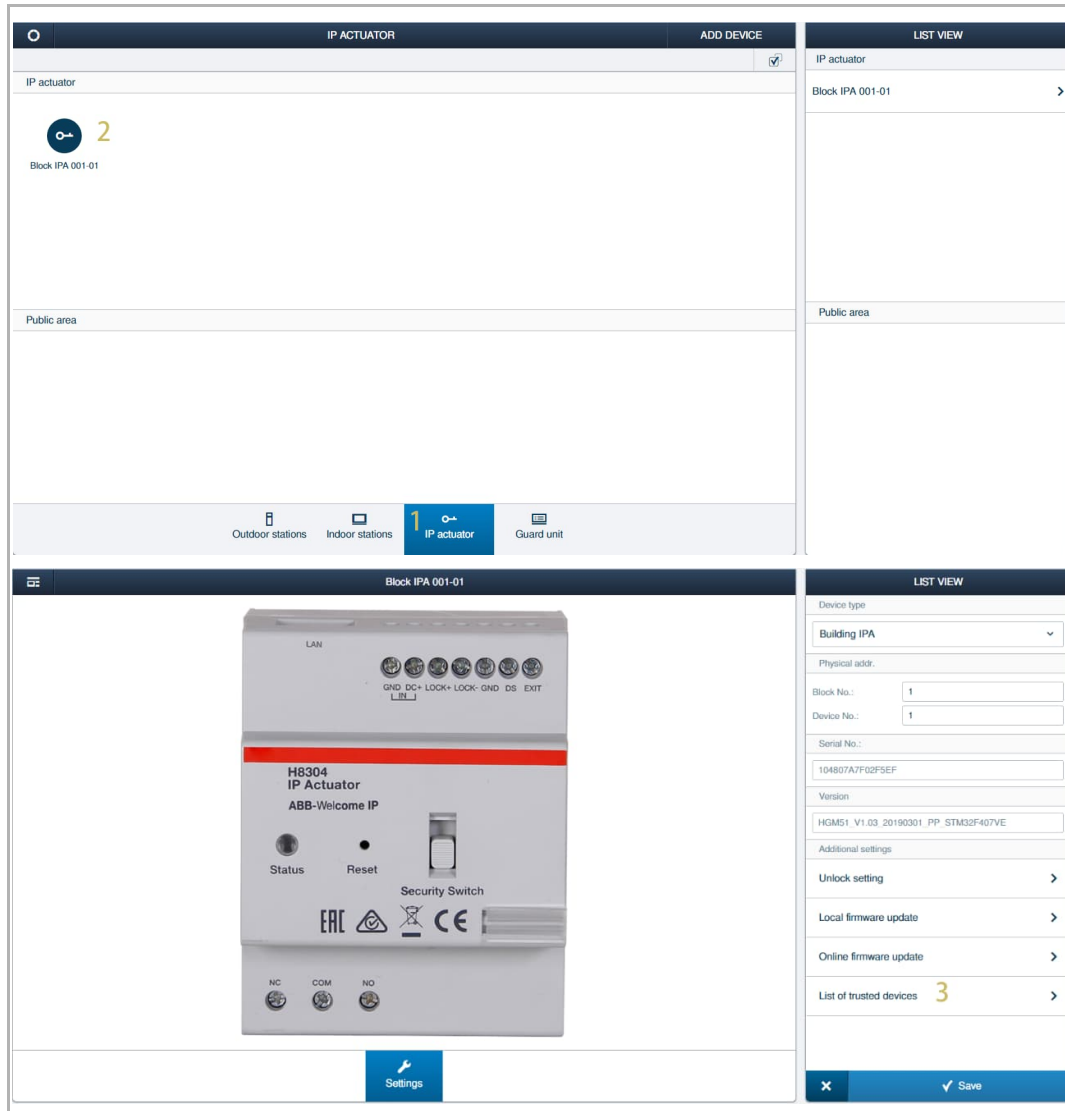 IP ACTUATOR
ADD DEVICE
IP actuator
2
Block IPA 001-01
Public area
Outdoor stations
Indoor stations
1
IP actuator
Guard unit
LIST VIEW
IP actuator
Block IPA 001-01
Public area
Block IPA 001-01
LAN
GND DC+ LOCK+ LOCK- GND DS EXIT
IN
H8304
IP Actuator
ABB-Welcome IP
Status
Reset
Security Switch
EAC
CE
NC COM NO
Settings
LIST VIEW
Device type
Building IPA
Physical addr.
Block No.: 1
Device No.: 1
Serial No.:
104807A7F02F5EF
Version
HGM51_V1.03_20190301_PP_STM32F407VE
Additional settings
Unlock setting
Local firmware update
Online firmware update
List of trusted devices 3
Save